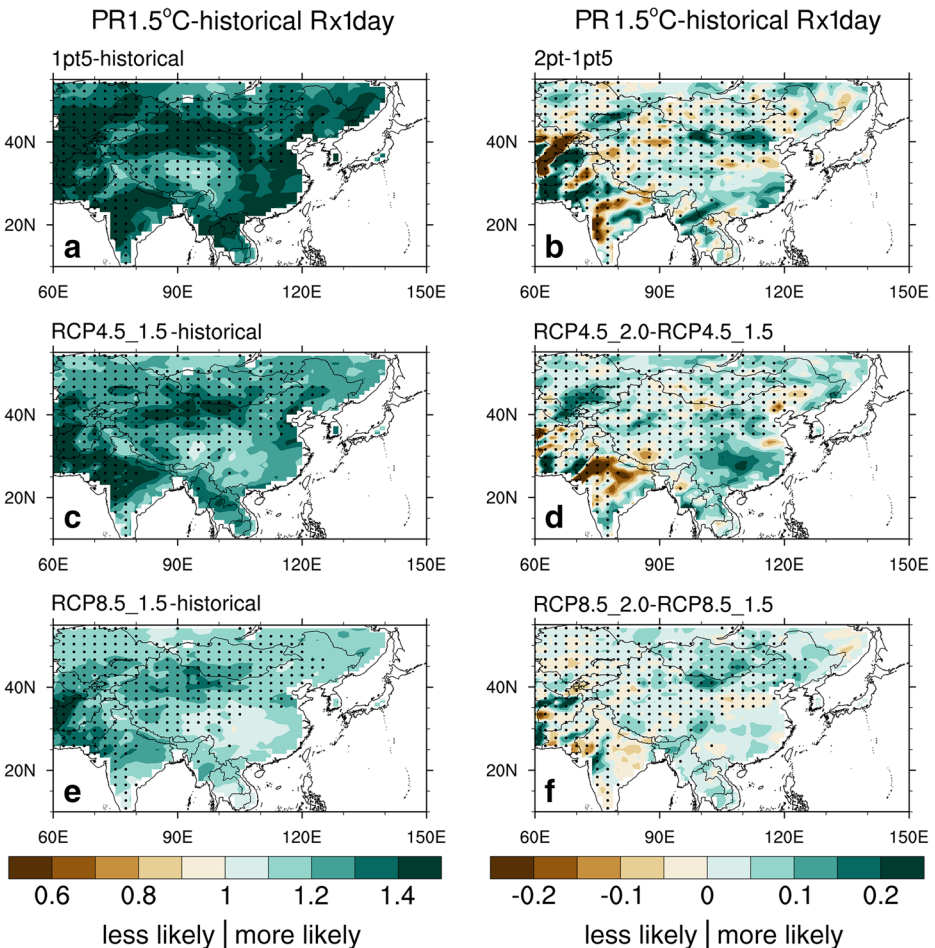 PR1.5°C-historical Rx1day
PR1.5°C-historical Rx1day
1pt5-historical
2pt-1pt5
40N
20N
a
60E 90E 120E 150E
40N
20N
b
60E 90E 120E 150E
RCP4.5_1.5-historical
RCP4.5_2.0-RCP4.5_1.5
40N
20N
c
60E 90E 120E 150E
40N
20N
d
60E 90E 120E 150E
RCP8.5_1.5-historical
RCP8.5_2.0-RCP8.5_1.5
40N
20N
e
60E 90E 120E 150E
40N
20N
f
60E 90E 120E 150E
0.6 0.8 1 1.2 1.4
less likely | more likely
-0.2 -0.1 0 0.1 0.2
less likely | more likely